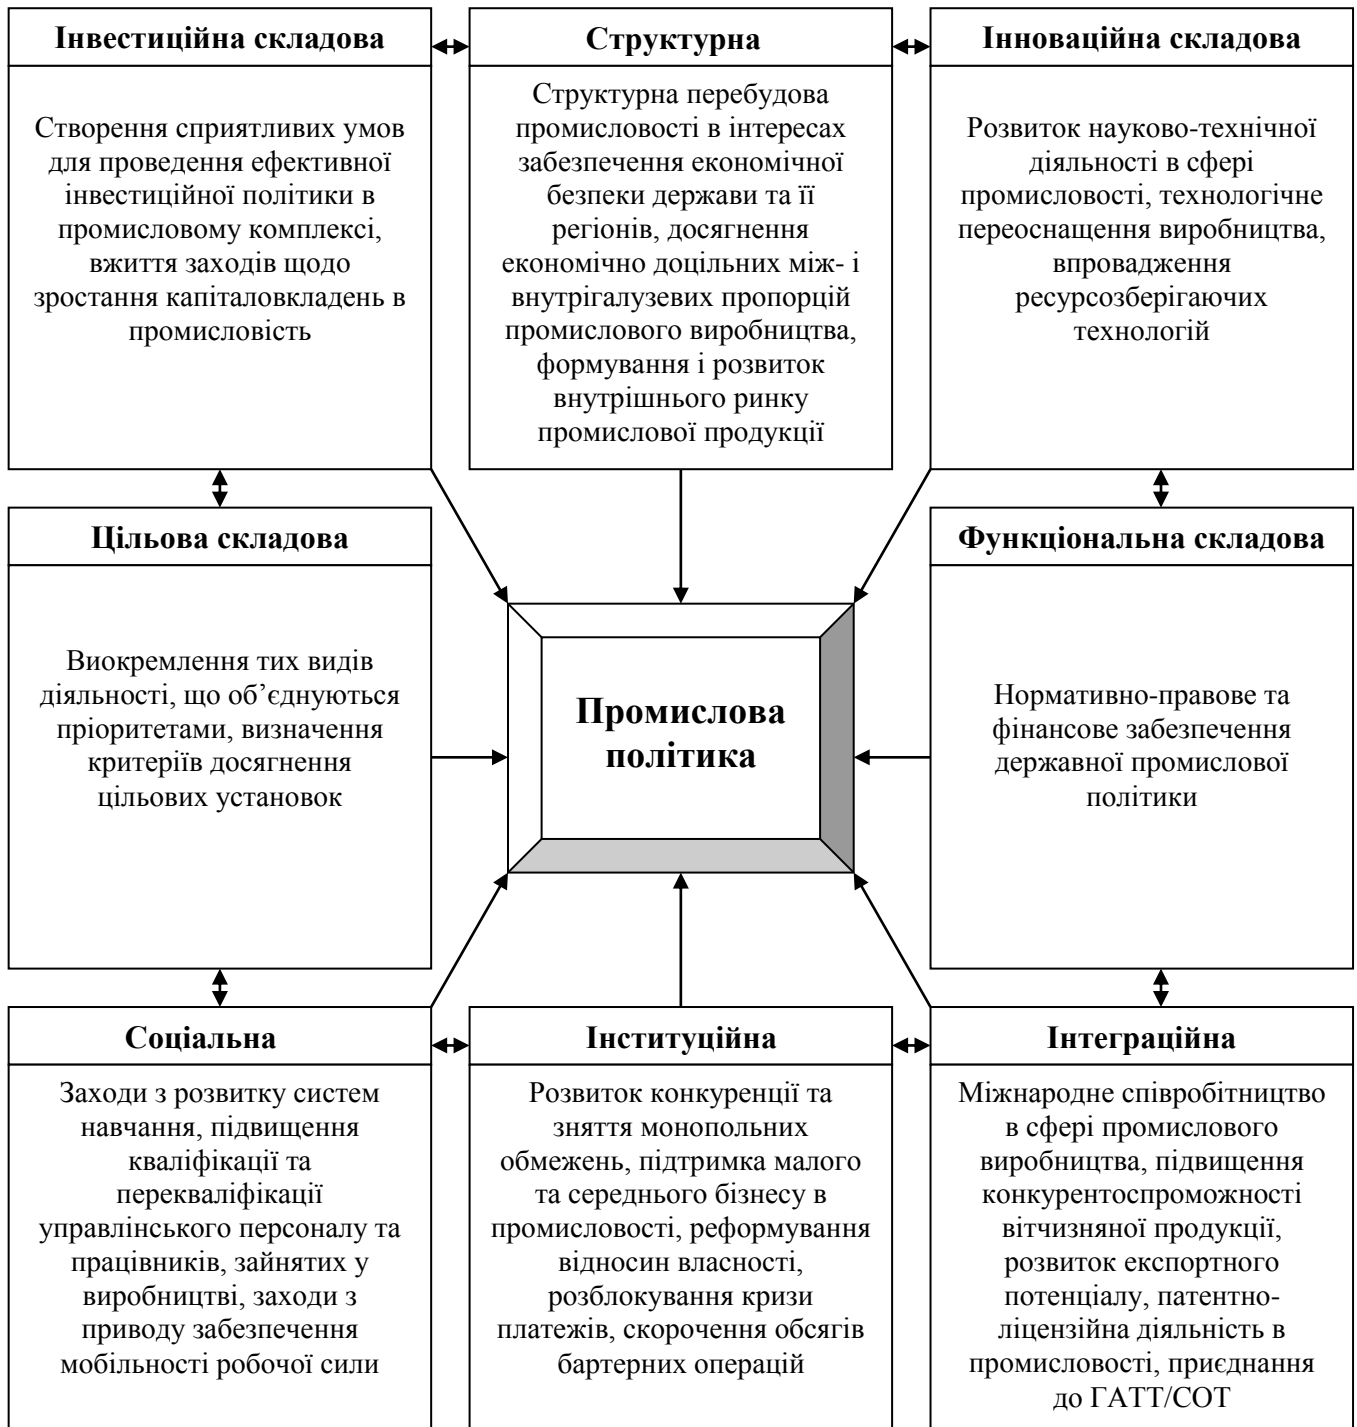 Інвестиційна складова
Створення сприятливих умов
для проведення ефективної
інвестиційної політики в
промисловому комплексі,
вжиття заходів щодо
зростання капіталовкладень в
промисловість
Структурна
Структурна перебудова
промисловості в інтересах
забезпечення економічної
безпеки держави та її
регіонів, досягнення
економічно доцільних між- і
внутрігалузевих пропорцій
промислового виробництва,
формування і розвиток
внутрішнього ринку
промислової продукції
Інноваційна складова
Розвиток науково-технічної
діяльності в сфері
промисловості, технологічне
переоснащення виробництва,
впровадження
ресурсозберігаючих
технологій
Цільова складова
Виокремлення тих видів
діяльності, що об’єднуються
пріоритетами, визначення
критеріїв досягнення
цільових установок
Промислова
політика
Функціональна складова
Нормативно-правове та
фінансове забезпечення
державної промислової
політики
Соціальна
Заходи з розвитку систем
навчання, підвищення
кваліфікації та
перекваліфікації
управлінського персоналу та
працівників, зайнятих у
виробництві, заходи з
приводу забезпечення
мобільності робочої сили
Інституційна
Розвиток конкуренції та
зняття монопольних
обмежень, підтримка малого
та середнього бізнесу в
промисловості, реформування
відносин власності,
розблокування кризи
платежів, скорочення обсягів
бартерних операцій
Інтеграційна
Міжнародне співробітництво
в сфері промислового
виробництва, підвищення
конкурентоспроможності
вітчизняної продукції,
розвиток експортного
потенціалу, патентно-
ліцензійна діяльність в
промисловості, приєднання
до ГАТТ/СОТ